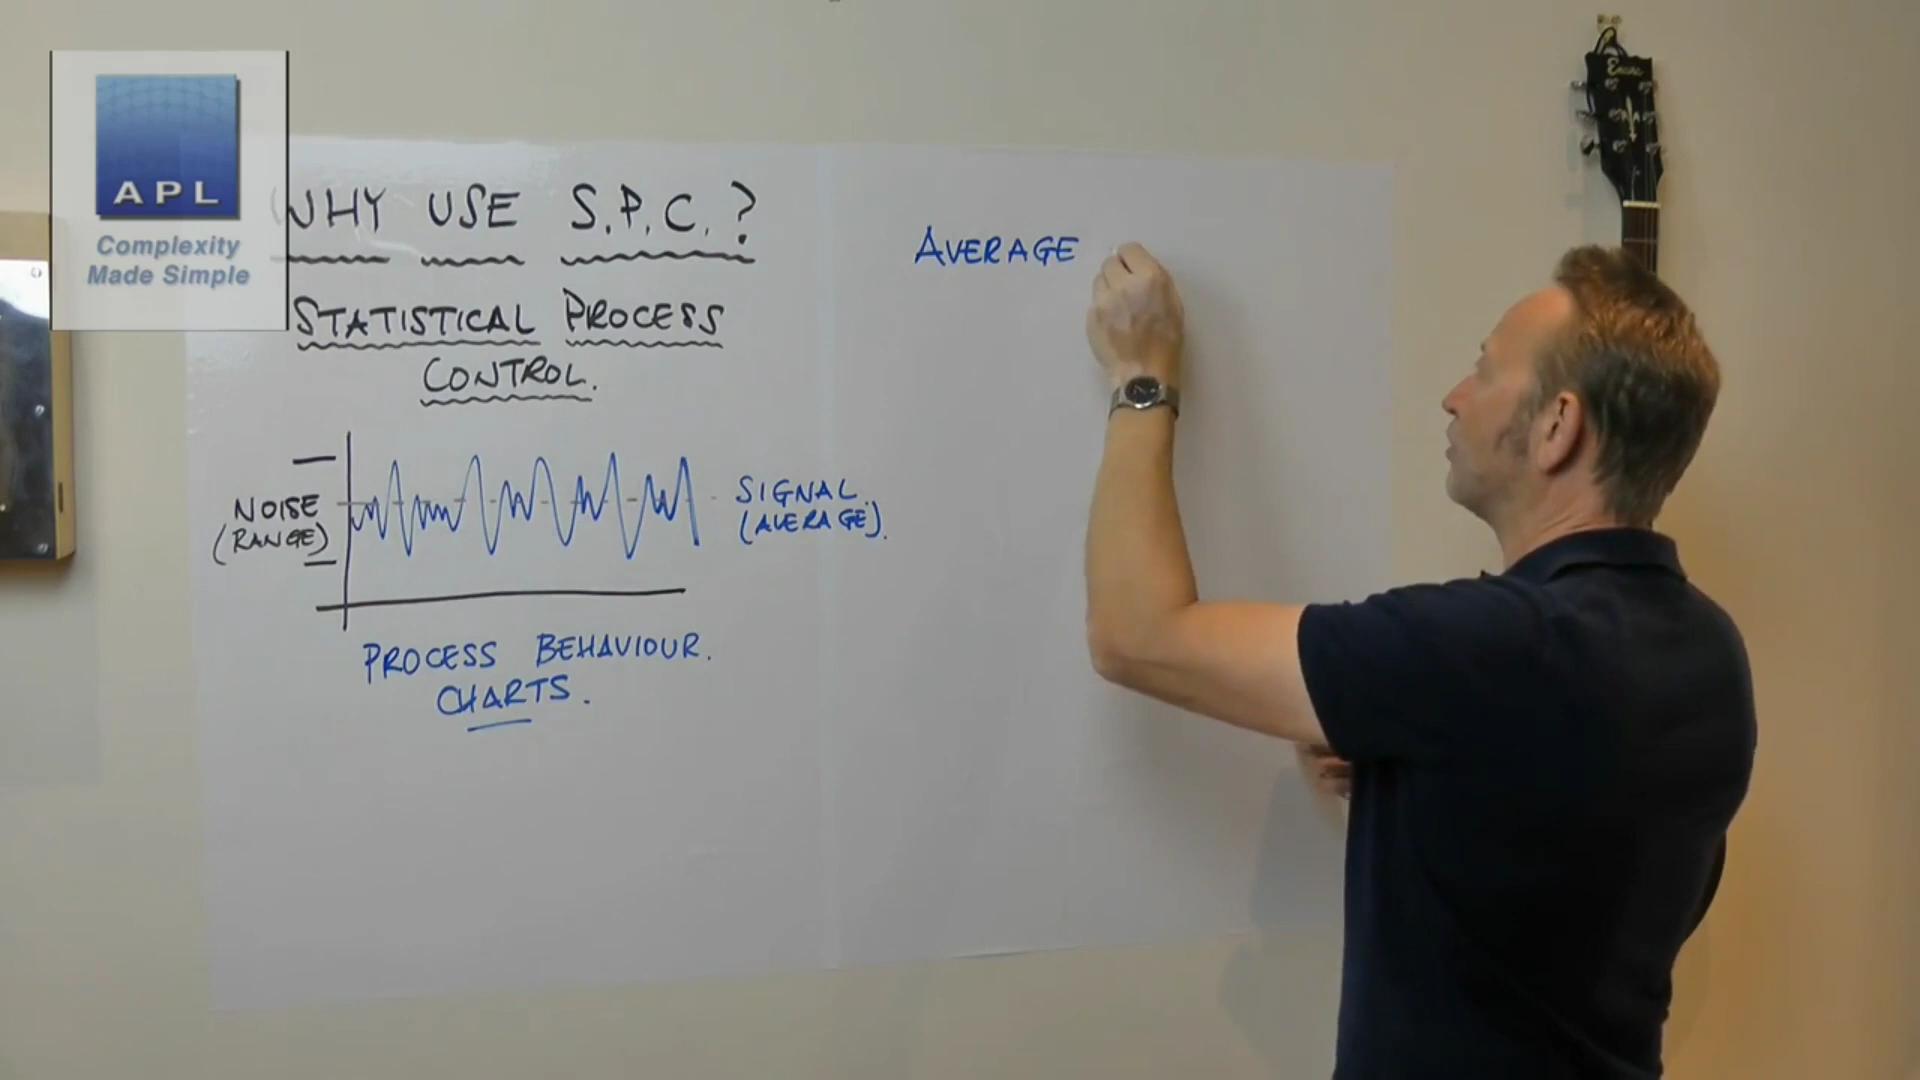 APL
Complexity
Made Simple
WHY USE S.P.C.?
STATISTICAL PROCESS
CONTROL.
NOISE
(RANGE)
SIGNAL.
(AVERAGE).
PROCESS BEHAVIOUR.
CHARTS.
AVERAGE